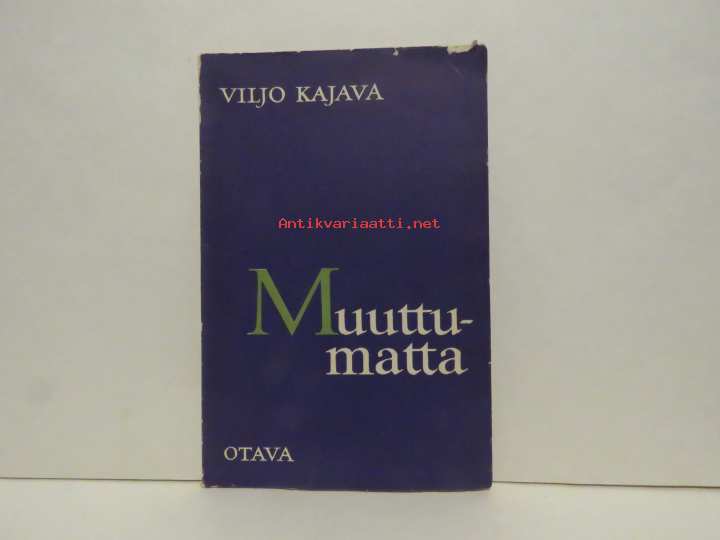 VILJO KAJAVA
Antikvariaatti.net
Muuttu-
matta
OTAVA